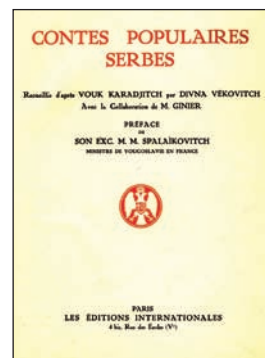 CONTES POPULAIRES
SERBES
Recueillis d'après VOUK KARADJITCH par DIVNA VÉKOVITCH
Avec la Collaboration de M. GINIER
PRÉFACE
DE
SON EXC. M. M. SPALAÏKOVITCH
MINISTRE DE YOUGOSLAVIE EN FRANCE
PARIS
LES ÉDITIONS INTERNATIONALES
4 bis, Rue des Écoles (Vᵉ)